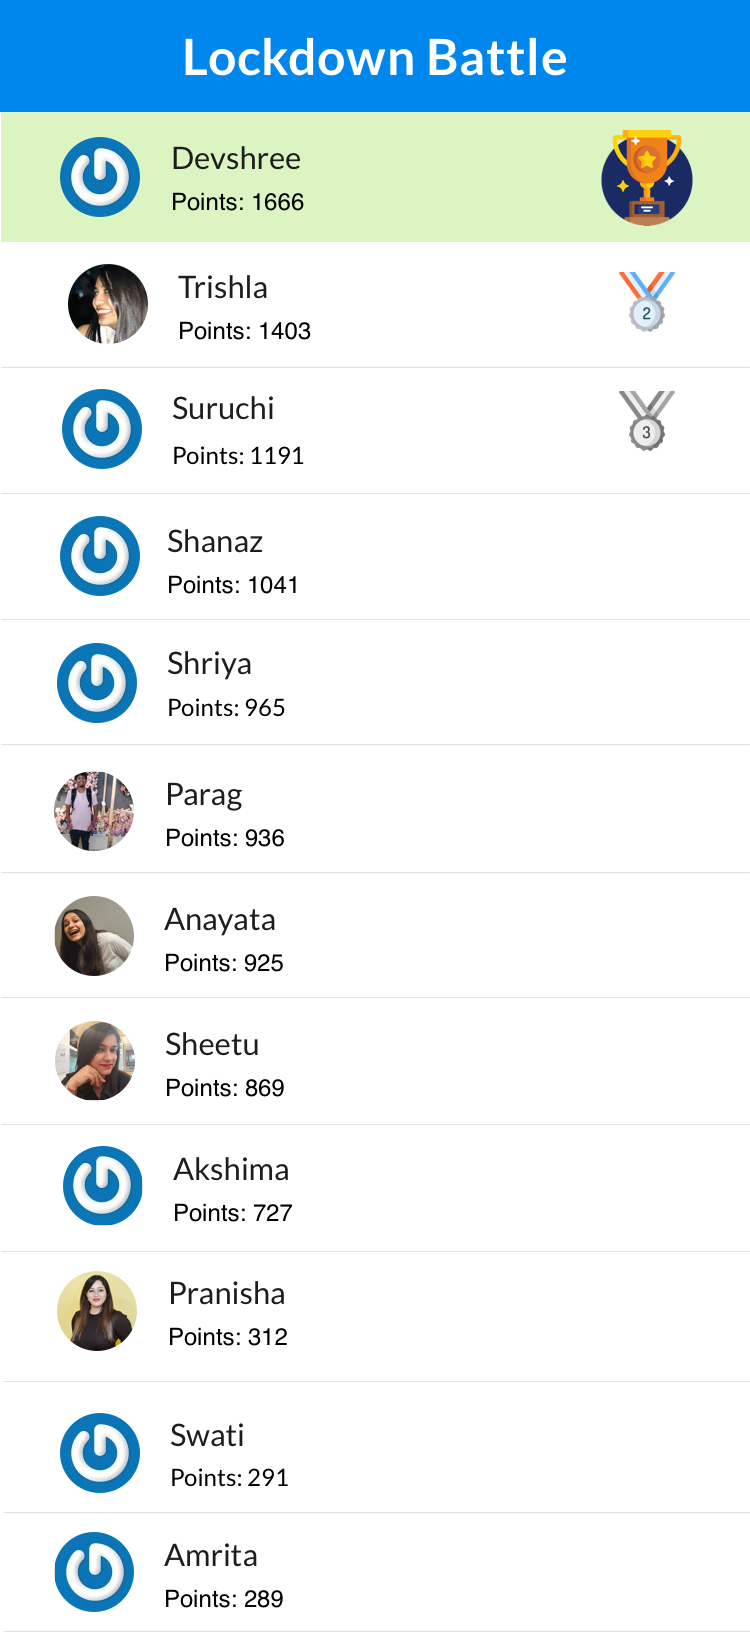 Lockdown Battle
Devshree
Points: 1666
Trishla
Points: 1403
2
Suruchi
Points: 1191
3
Shanaz
Points: 1041
Shriya
Points: 965
Parag
Points: 936
Anayata
Points: 925
Sheetu
Points: 869
Akshima
Points: 727
Pranisha
Points: 312
Swati
Points: 291
Amrita
Points: 289